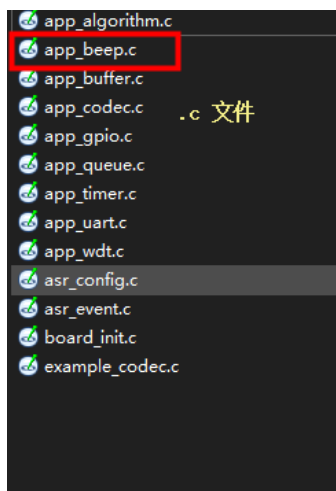 app_algorithm.c
app_beep.c
app_buffer.c
app_codec.c
.c 文件
app_gpio.c
app_queue.c
app_timer.c
app_uart.c
app_wdt.c
asr_config.c
asr_event.c
board_init.c
example_codec.c